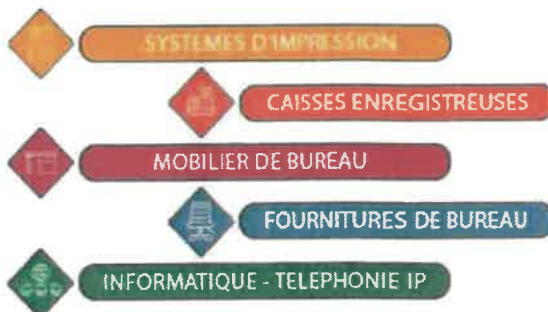 SYSTEMES D'IMPRESSION
CAISSES ENREGISTREUSES
MOBILIER DE BUREAU
FOURNITURES DE BUREAU
INFORMATIQUE - TELEPHONIE IP